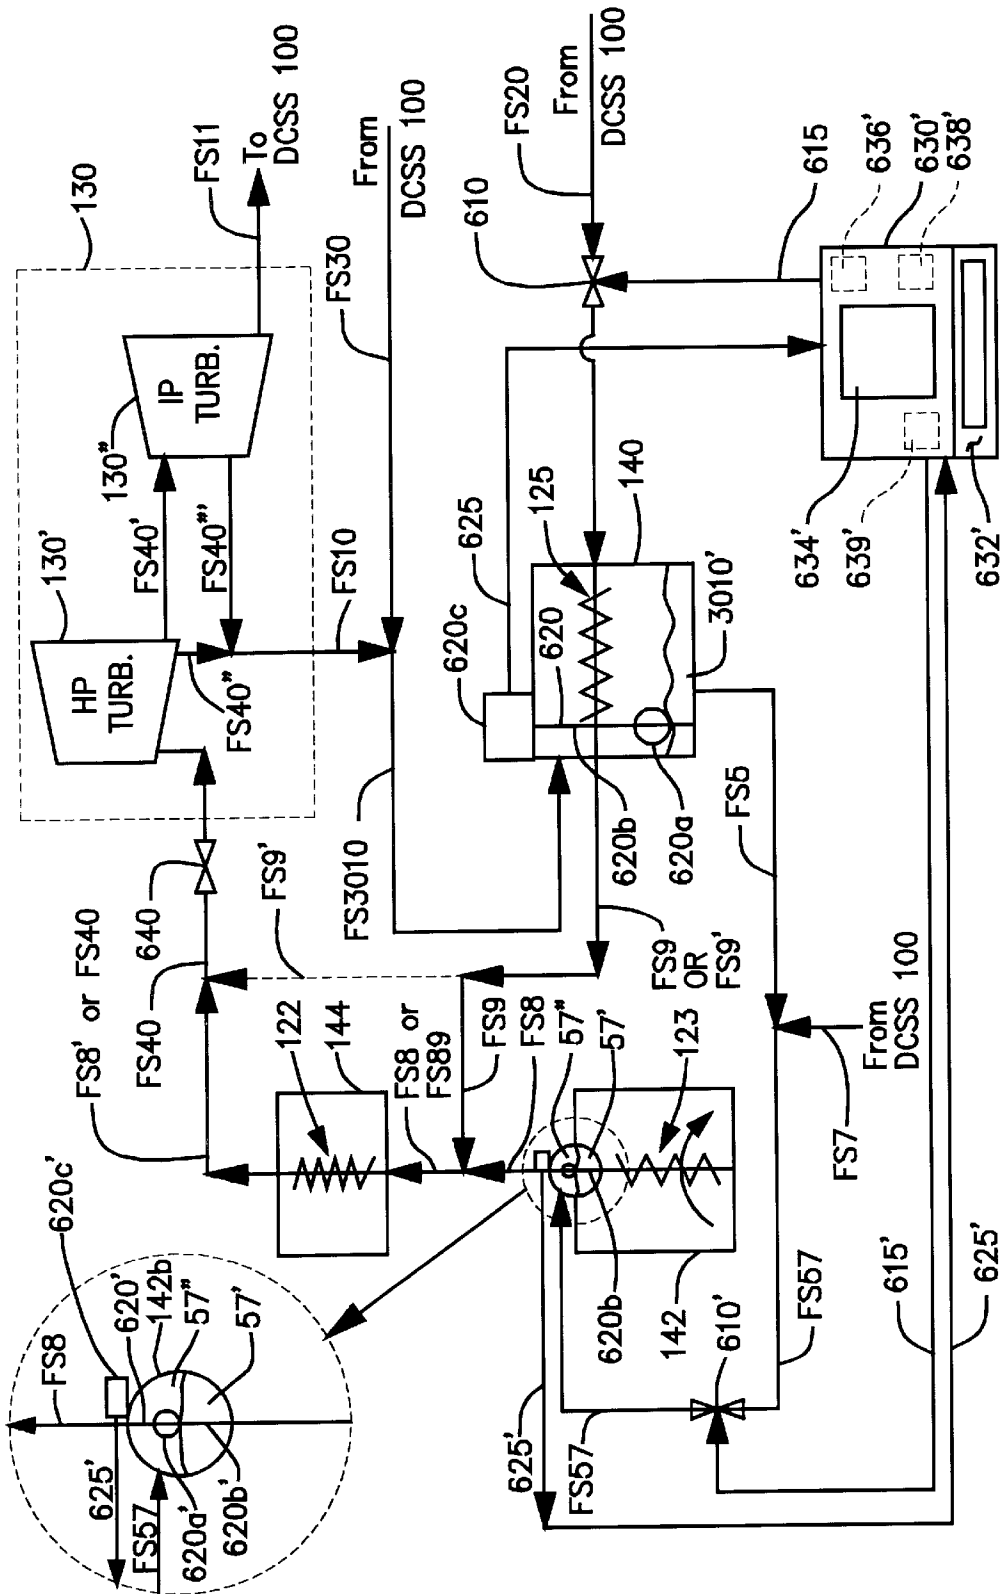 130
FS11
To
DCSS 100
130'
HP
TURB.
130"
IP
TURB.
FS40'
FS40"'
FS40"
FS10
FS30
From
DCSS 100
FS20
From
DCSS 100
610
FS8' or FS40
FS40
640
FS9'
FS3010
122
144
FS8 or
FS89
FS9
FS8
FS9
OR
FS9'
620c
625
620
125
140
3010'
620b
620a
615
636'
630'
638'
634'
639'
632'
FS5
FS7
From
DCSS 100
57"
57'
123
620b
142
610'
FS57
FS57
625'
615'
625'
FS8
620c'
620'
142b
57"
57'
625'
FS57
620a'
620b'